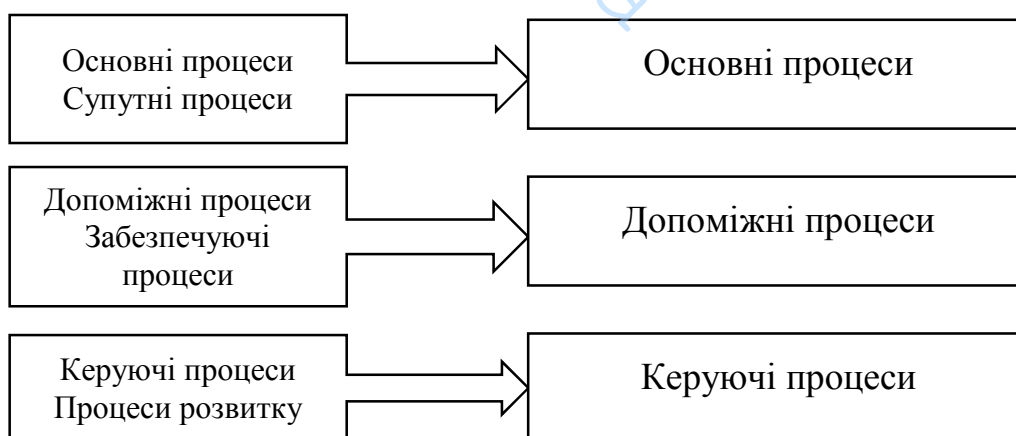 Основні процеси
Супутні процеси
Основні процеси
Допоміжні процеси
Забезпечуючі
процеси
Допоміжні процеси
Керуючі процеси
Процеси розвитку
Керуючі процеси